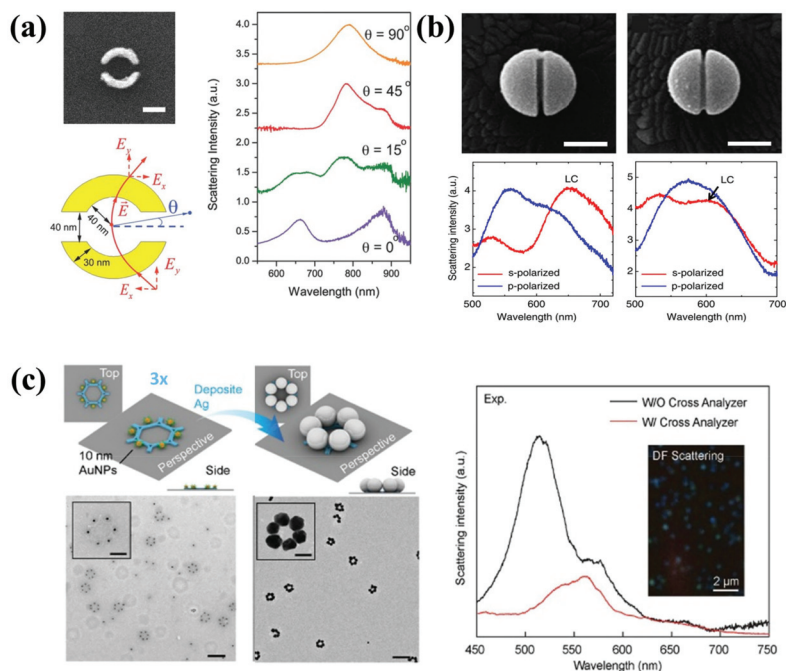 (a)
Scattering Intensity (a.u.)
4.0
3.5
3.0
2.5
2.0
1.5
1.0
0.5
0.0
θ = 90°
θ = 45°
θ = 15°
θ = 0°
600 700 800 900
Wavelength (nm)
E_y
E_x
E
θ
40 nm
40 nm
30 nm
E_y
E_x
(b)
Scattering intensity (a.u.)
4
3
2
LC
s-polarized
p-polarized
500 550 600 650 700
Wavelength (nm)
5
4
3
2
LC
s-polarized
p-polarized
500 600 700
Wavelength (nm)
(c)
Top
3x
Deposite
Ag
Top
10 nm
AuNPs
Perspective
Side
Perspective
Side
Exp.
W/O Cross Analyzer
W/ Cross Analyzer
DF Scattering
2 µm
Scattering intensity (a.u.)
450 500 550 600 650 700 750
Wavelength (nm)